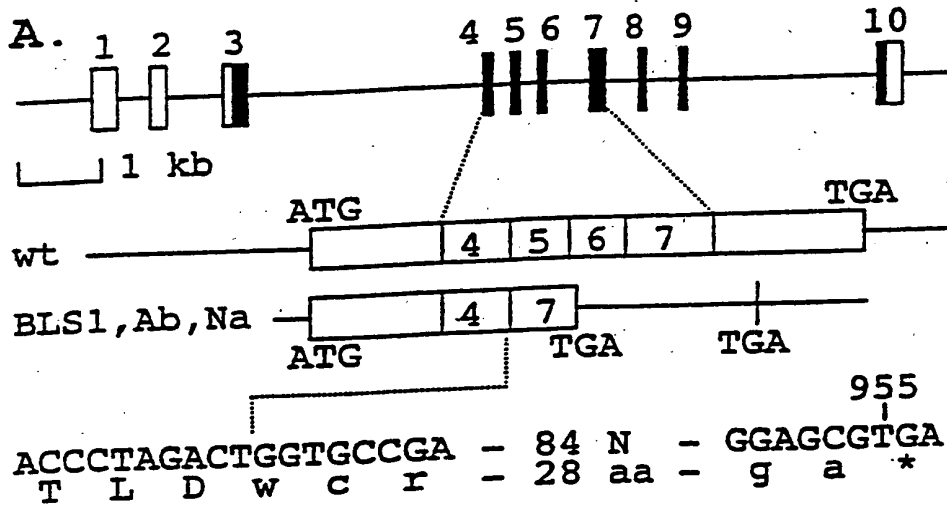 A.
1 2 3 4 5 6 7 8 9 10
1 kb
ATG TGA
wt 4 5 6 7
BLS1,Ab,Na 4 7
ATG TGA TGA
955
ACCCTAGACTGGTGCCGA - 84 N - GGAGCGTGA
T L D w c r - 28 aa - g a *